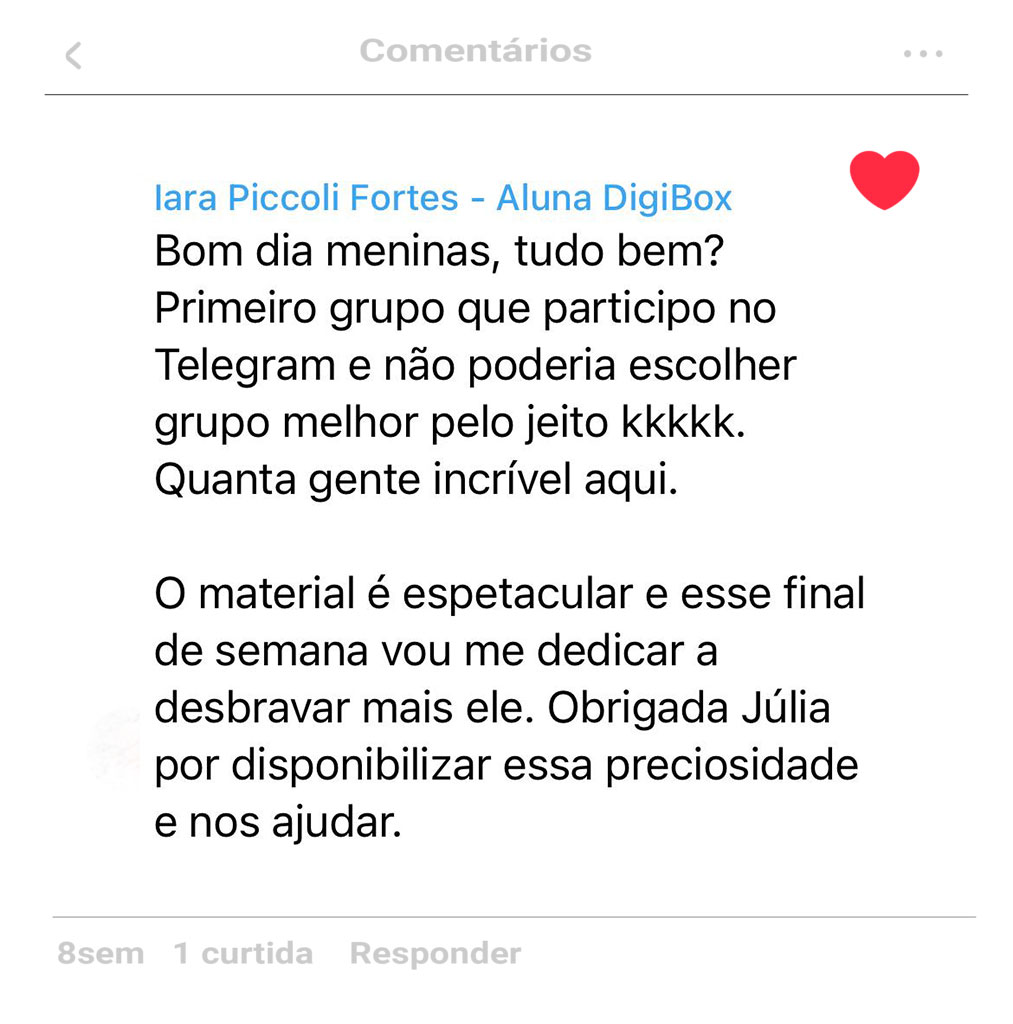 Comentários
Iara Piccoli Fortes - Aluna DigiBox
Bom dia meninas, tudo bem?
Primeiro grupo que participo no
Telegram e não poderia escolher
grupo melhor pelo jeito kkkkk.
Quanta gente incrível aqui.
O material é espetacular e esse final
de semana vou me dedicar a
desbravar mais ele. Obrigada Júlia
por disponibilizar essa preciosidade
e nos ajudar.
8sem 1 curtida Responder